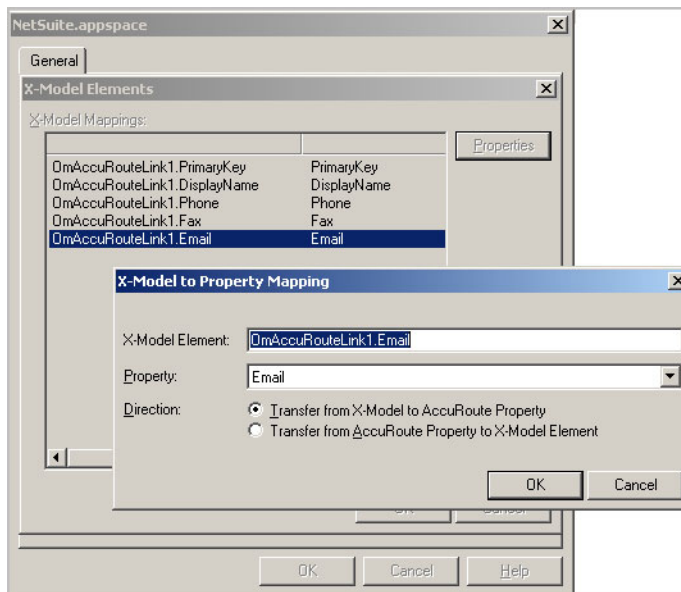 NetSuite.appspace
General
X-Model Elements
X-Model Mappings:
Properties
OmAccuRouteLink1.PrimaryKey PrimaryKey
OmAccuRouteLink1.DisplayName DisplayName
OmAccuRouteLink1.Phone Phone
OmAccuRouteLink1.Fax Fax
OmAccuRouteLink1.Email Email
X-Model to Property Mapping
X-Model Element: OmAccuRouteLink1.Email
Property: Email
Direction: Transfer from X-Model to AccuRoute Property
Transfer from AccuRoute Property to X-Model Element
OK Cancel
OK Cancel Help